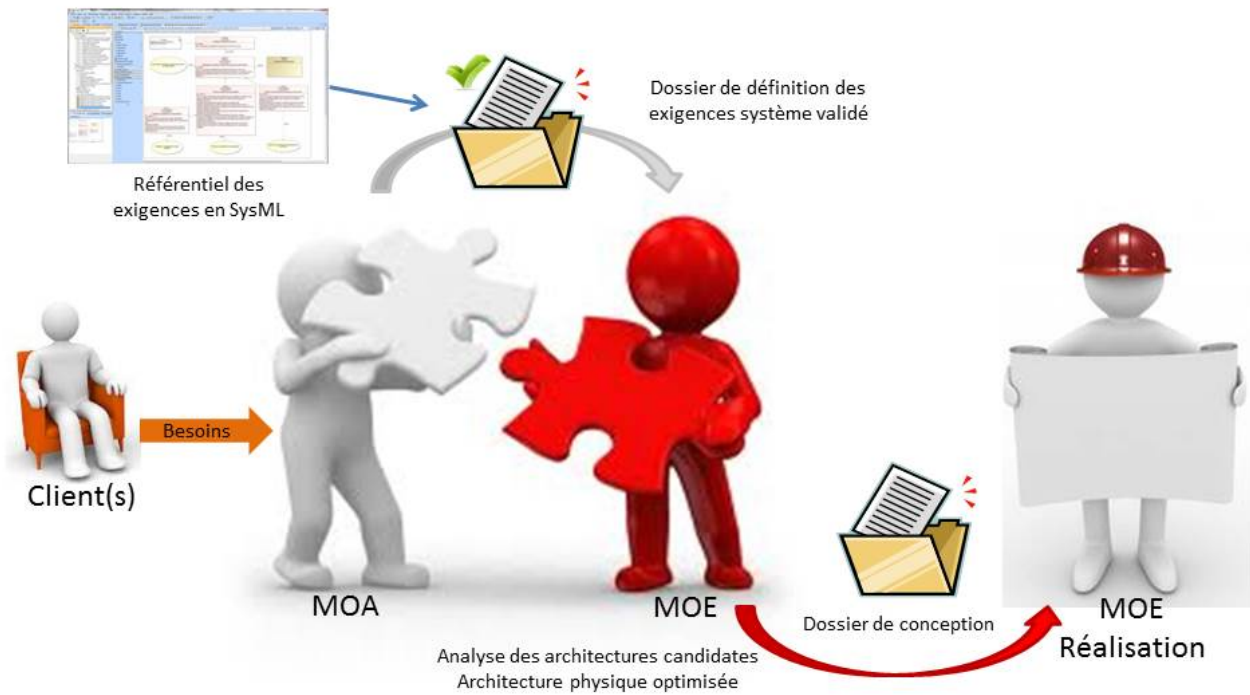 Dossier de définition des
exigences système validé
Référentiel des
exigences en SysML
Besoins
Client(s)
MOA
MOE
Dossier de conception
MOE
Réalisation
Analyse des architectures candidates
Architecture physique optimisée